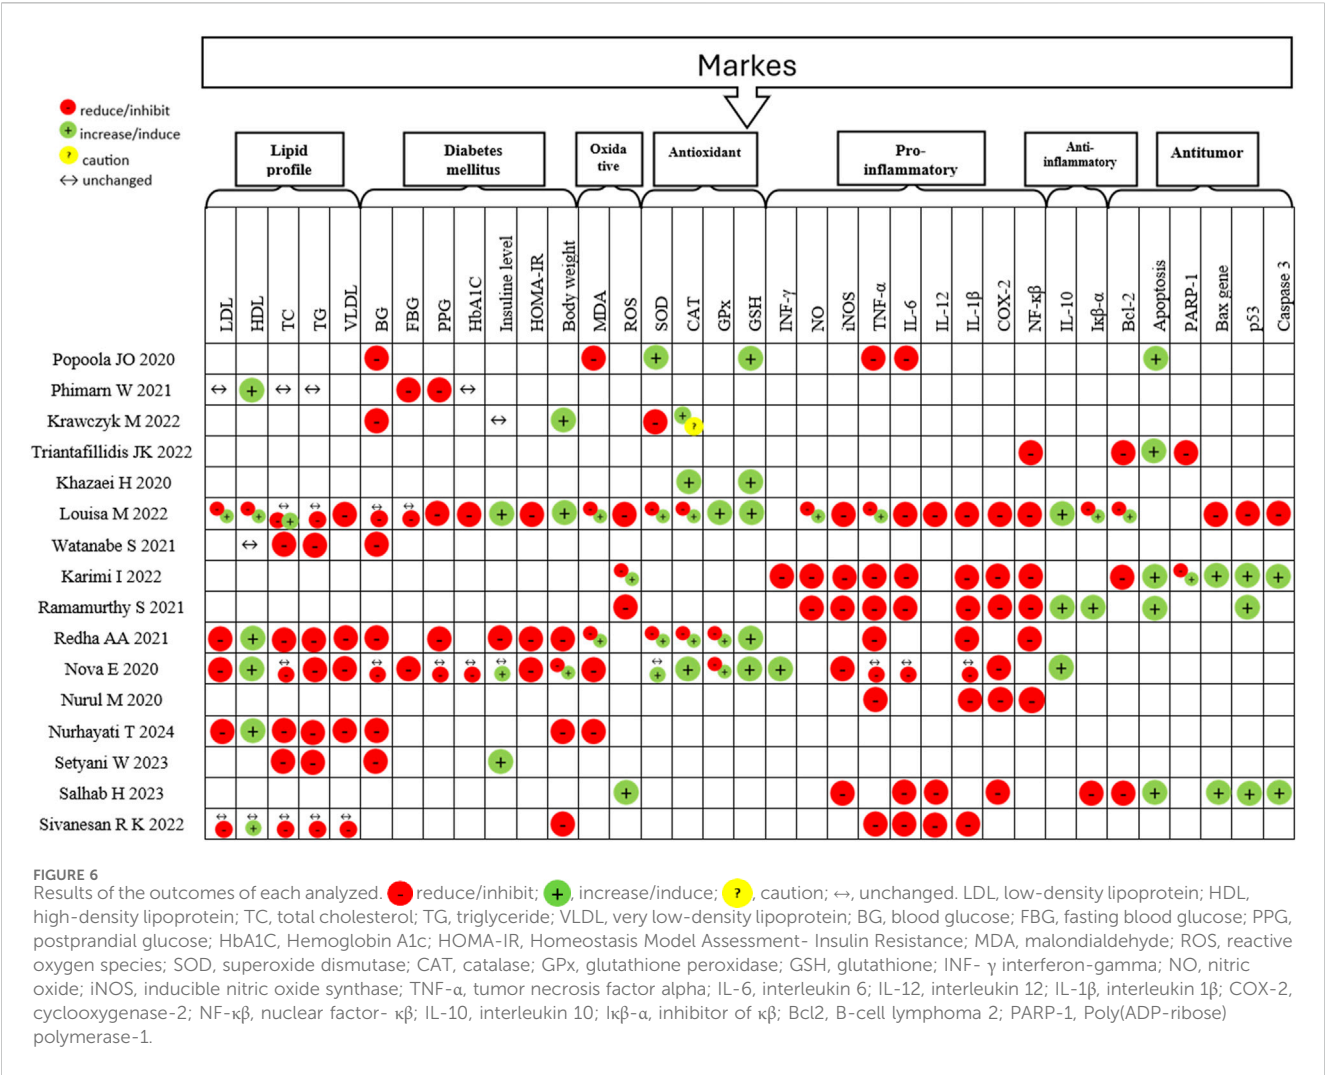 Markes
- reduce/inhibit
+ increase/induce
? caution
↔ unchanged
Lipid
profile
Diabetes
mellitus
Oxida
tive
Antioxidant
Pro-
inflammatory
Anti-
inflammatory
Antitumor
LDL
HDL
TC
TG
VLDL
BG
FBG
PPG
HbA1C
Insuline level
HOMA-IR
Body weight
MDA
ROS
SOD
CAT
GPx
GSH
INF-γ
NO
iNOS
TNF-α
IL-6
IL-12
IL-1β
COX-2
NF-κβ
IL-10
Iκβ-α
Bcl-2
Apoptosis
PARP-1
Bax gene
p53
Caspase 3
Popoola JO 2020
Phimarn W 2021
Krawczyk M 2022
Triantafillidis JK 2022
Khazaei H 2020
Louisa M 2022
Watanabe S 2021
Karimi I 2022
Ramamurthy S 2021
Redha AA 2021
Nova E 2020
Nurul M 2020
Nurhayati T 2024
Setyani W 2023
Salhab H 2023
Sivanesan R K 2022
FIGURE 6
Results of the outcomes of each analyzed. - reduce/inhibit; +, increase/induce; ?, caution; ↔, unchanged. LDL, low-density lipoprotein; HDL,
high-density lipoprotein; TC, total cholesterol; TG, triglyceride; VLDL, very low-density lipoprotein; BG, blood glucose; FBG, fasting blood glucose; PPG,
postprandial glucose; HbA1C, Hemoglobin A1c; HOMA-IR, Homeostasis Model Assessment- Insulin Resistance; MDA, malondialdehyde; ROS, reactive
oxygen species; SOD, superoxide dismutase; CAT, catalase; GPx, glutathione peroxidase; GSH, glutathione; INF- γ interferon-gamma; NO, nitric
oxide; iNOS, inducible nitric oxide synthase; TNF-α, tumor necrosis factor alpha; IL-6, interleukin 6; IL-12, interleukin 12; IL-1β, interleukin 1β; COX-2,
cyclooxygenase-2; NF-κβ, nuclear factor- κβ; IL-10, interleukin 10; Iκβ-α, inhibitor of κβ; Bcl2, B-cell lymphoma 2; PARP-1, Poly(ADP-ribose)
polymerase-1.